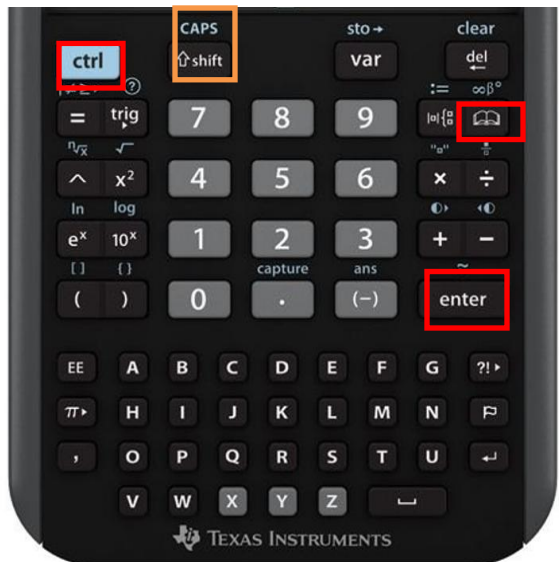 CAPS sto→ clear
ctrl ⇧shift var del
?
:= ∞β°
= trig 7 8 9 |□|{
ⁿ√x √ "□"
^ x² 4 5 6 × ÷
ln log
eˣ 10ˣ 1 2 3 + −
[ ] { } capture ans ~
( ) 0 . (−) enter
EE A B C D E F G ?!▸
π▸ H I J K L M N
, O P Q R S T U ↵
V W X Y Z
TEXAS INSTRUMENTS